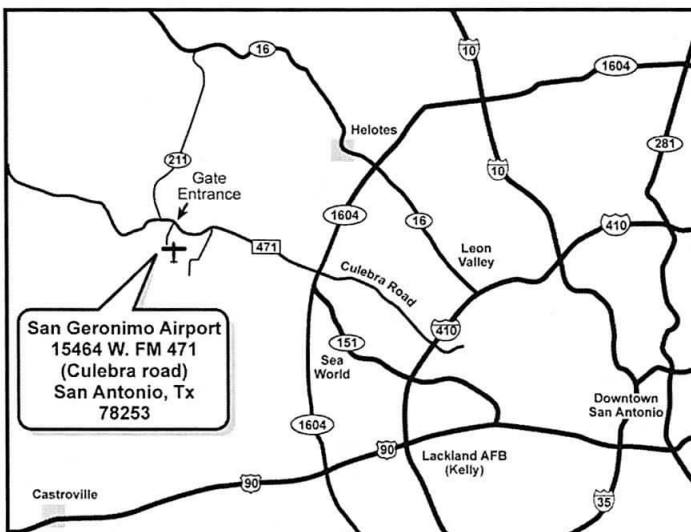 16
10
1604
281
Helotes
211
Gate
Entrance
10
1604
16
410
Leon
Valley
471
Culebra Road
San Geronimo Airport
15464 W. FM 471
(Culebra road)
San Antonio, Tx
78253
410
151
Sea
World
Downtown
San Antonio
1604
90
Lackland AFB
(Kelly)
90
35
Castroville